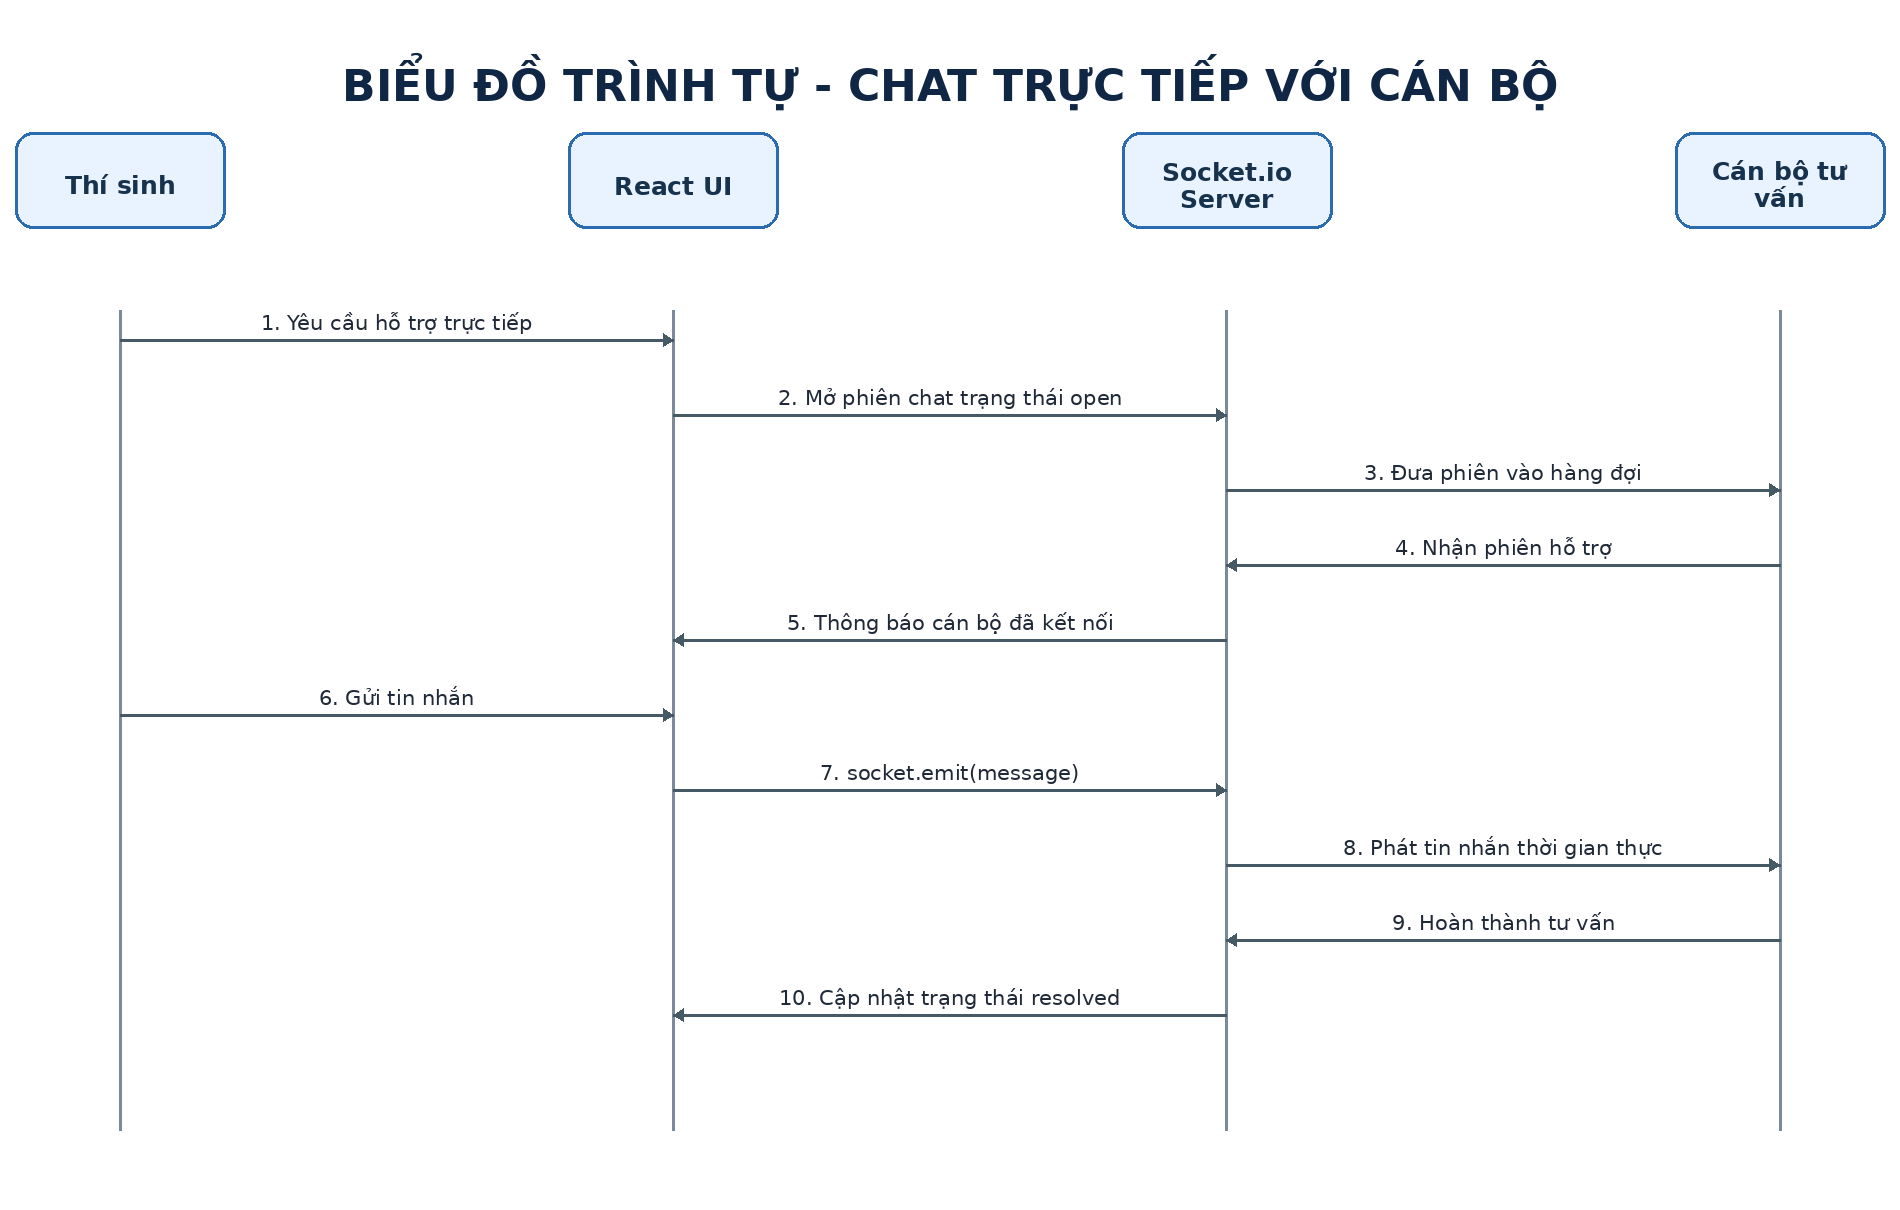 BIỂU ĐỒ TRÌNH TỰ - CHAT TRỰC TIẾP VỚI CÁN BỘ
Thí sinh
React UI
Socket.io
Server
Cán bộ tư
vấn
1. Yêu cầu hỗ trợ trực tiếp
2. Mở phiên chat trạng thái open
3. Đưa phiên vào hàng đợi
4. Nhận phiên hỗ trợ
5. Thông báo cán bộ đã kết nối
6. Gửi tin nhắn
7. socket.emit(message)
8. Phát tin nhắn thời gian thực
9. Hoàn thành tư vấn
10. Cập nhật trạng thái resolved